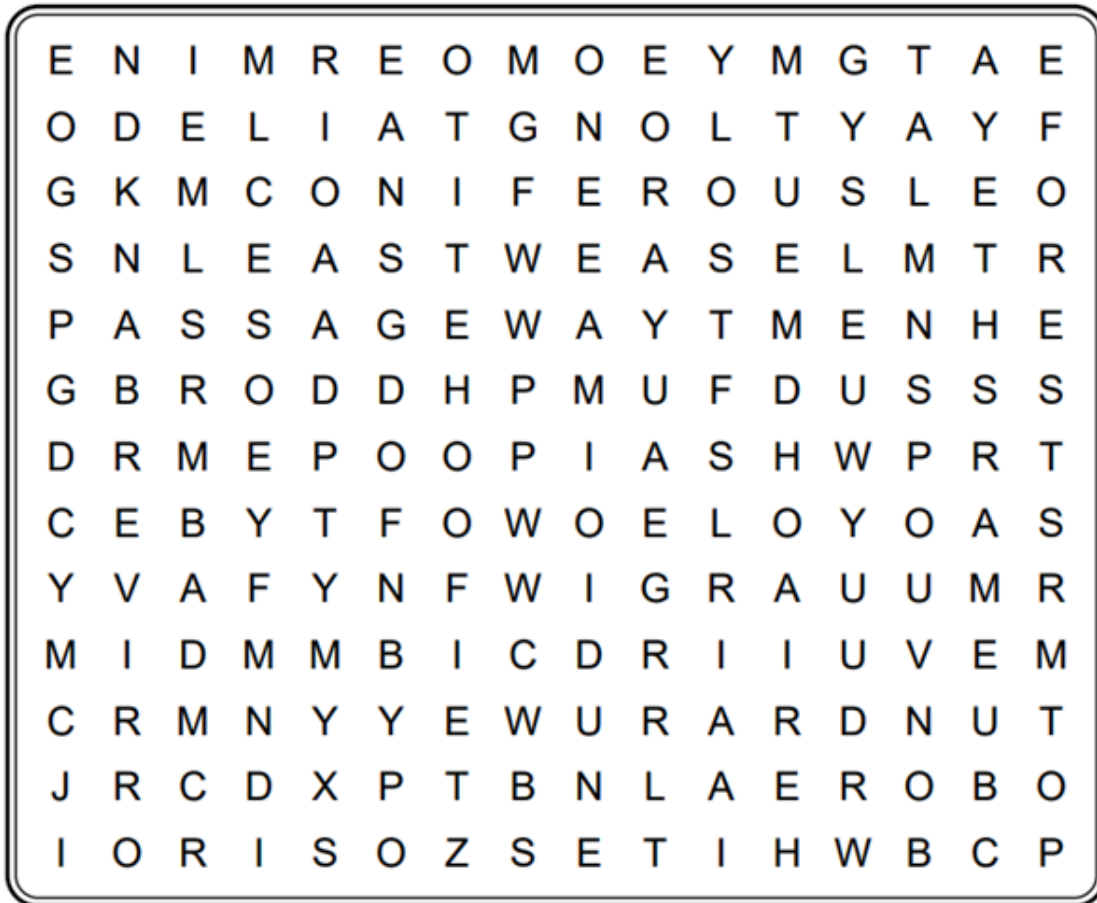 E N I M R E O M O E Y M G T A E
O D E L I A T G N O L T Y A Y F
G K M C O N I F E R O U S L E O
S N L E A S T W E A S E L M T R
P A S S A G E W A Y T M E N H E
G B R O D D H P M U F D U S S S
D R M E P O O P I A S H W P R T
C E B Y T F O W O E L O Y O A S
Y V A F Y N F W I G R A U U M R
M I D M M B I C D R I I U V E M
C R M N Y Y E W U R A R D N U T
J R C D X P T B N L A E R O B O
I O R I S O Z S E T I H W B C P